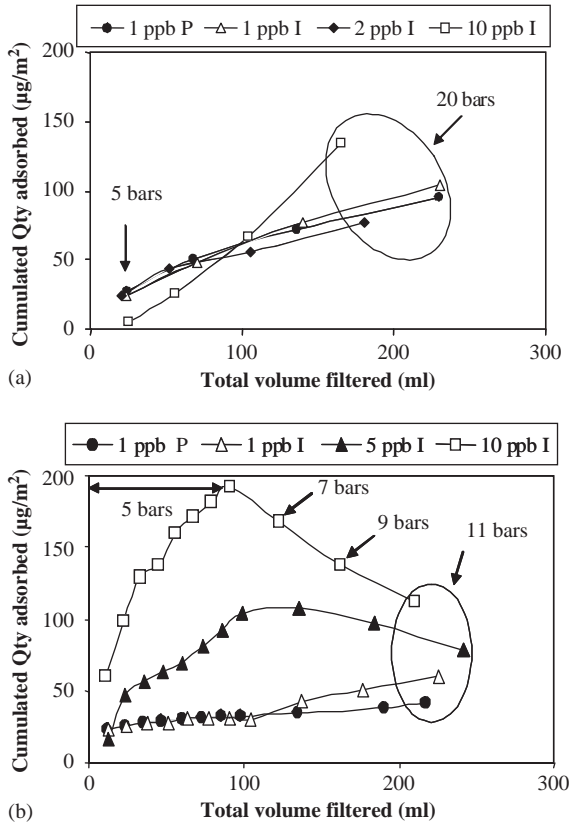 1 ppb P 1 ppb I 2 ppb I 10 ppb I
200
150
100
50
0
Cumulated Qty adsorbed (µg/m²)
5 bars
20 bars
0 100 200 300
Total volume filtered (ml)
(a)
1 ppb P 1 ppb I 5 ppb I 10 ppb I
200
150
100
50
0
Cumulated Qty adsorbed (µg/m²)
5 bars
7 bars
9 bars
11 bars
0 100 200 300
Total volume filtered (ml)
(b)